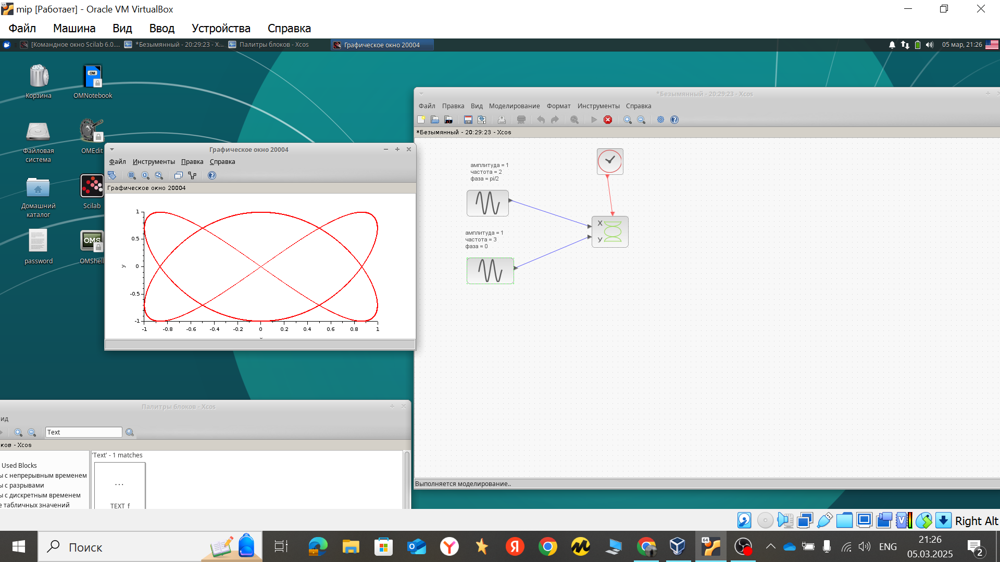 mip [Работает] - Oracle VM VirtualBox
Файл Машина Вид Ввод Устройства Справка
[Командное окно Scilab 6.0.... *Безымянный - 20:29:23 - X... Палитры блоков - Xcos Графическое окно 20004 05 мар, 21:26
Корзина
OMNotebook
Файловая система
OMEdit
Домашний каталог
Scilab
password
OMShell
OM
OMS
*Безымянный - 20:29:23 - Xcos
Файл Правка Вид Моделирование Формат Инструменты Справка
*Безымянный - 20:29:23 - Xcos
амплитуда = 1
частота = 2
фаза = pi/2
амплитуда = 1
частота = 3
фаза = 0
X
У
Выполняется моделирование..
Графическое окно 20004
Файл Инструменты Правка Справка
Графическое окно 20004
1
0.5
0
-0.5
-1
y
-1 -0.8 -0.6 -0.4 -0.2 0 0.2 0.4 0.6 0.8 1
Палитры блоков - Xcos
ид
Text
ков - Xcos
'Text' - 1 matches
Used Blocks
ы с непрерывным временем
ы с разрывами
ы с дискретным временем
е табличных значений
...
TEXT_f
Right Alt
Поиск
64
ENG
21:26
05.03.2025
2